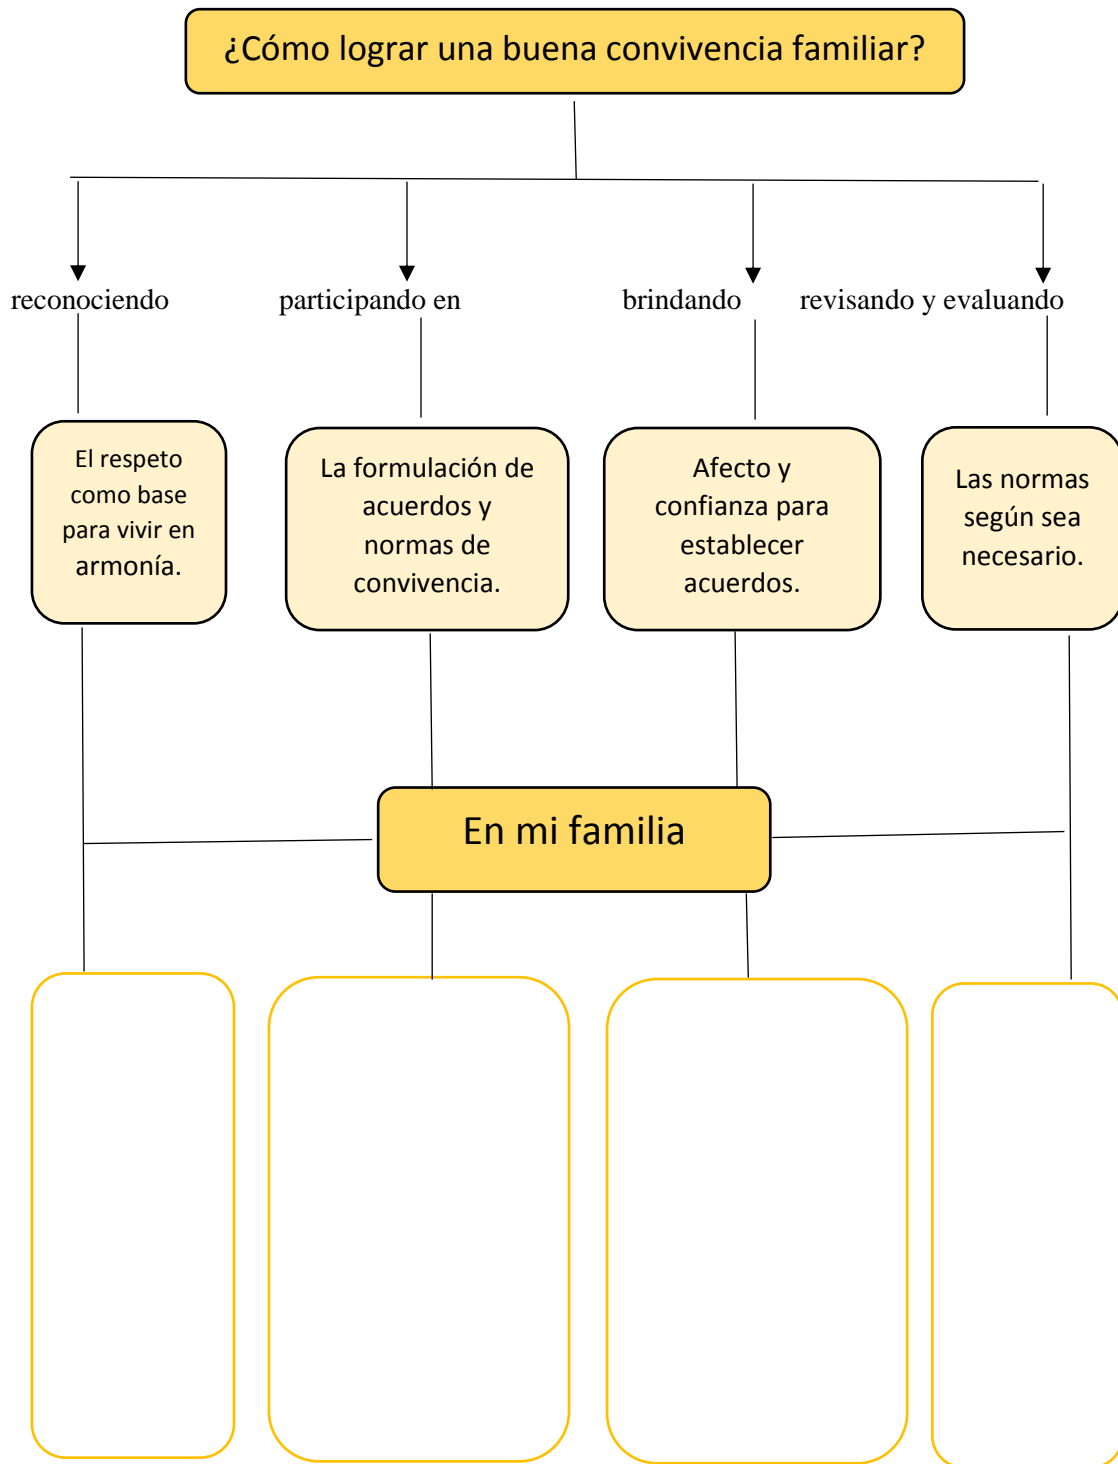 ¿Cómo lograr una buena convivencia familiar?
reconociendo
participando en
brindando
revisando y evaluando
El respeto
como base
para vivir en
armonía.
La formulación de
acuerdos y
normas de
convivencia.
Afecto y
confianza para
establecer
acuerdos.
Las normas
según sea
necesario.
En mi familia